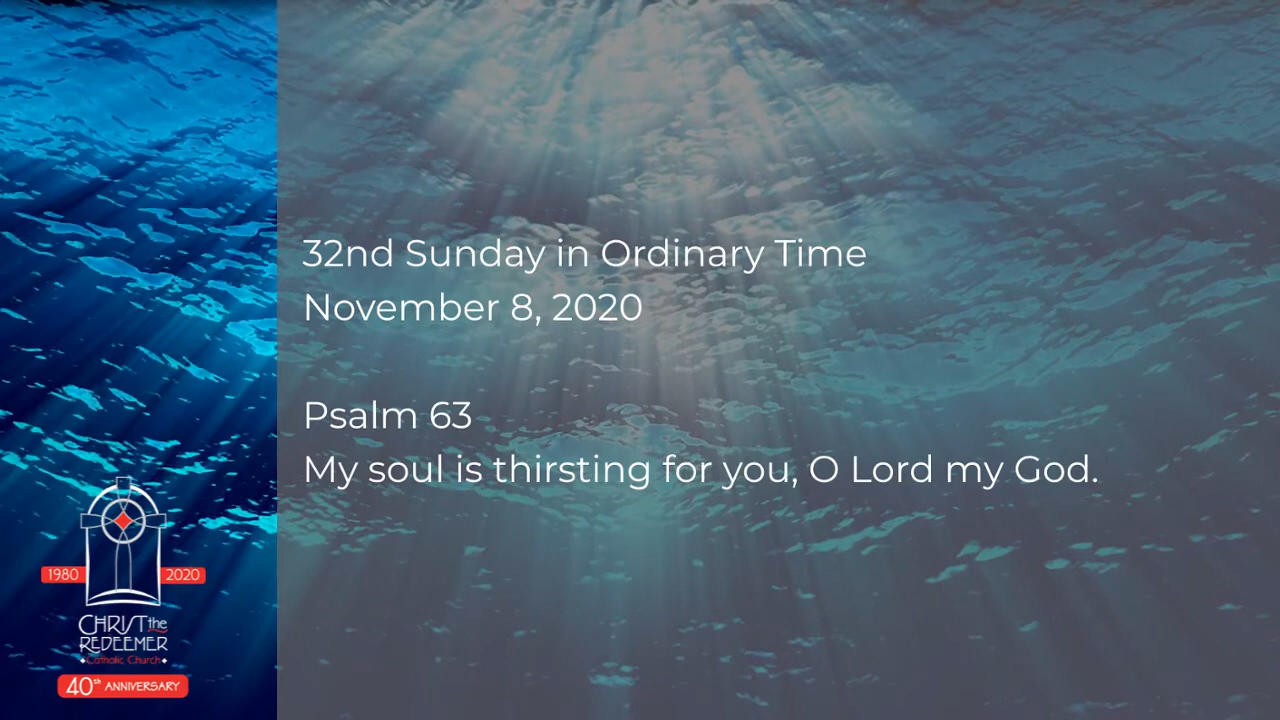 32nd Sunday in Ordinary Time
November 8, 2020
Psalm 63
My soul is thirsting for you, O Lord my God.
1980 2020
CHRIST the
REDEEMER
Catholic Church
40th ANNIVERSARY